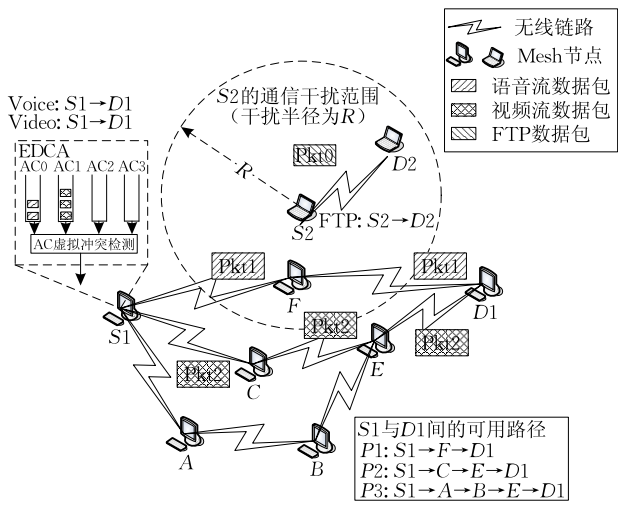 无线链路
Mesh节点
语音流数据包
视频流数据包
FTP数据包
Voice: S1→D1
Video: S1→D1
EDCA
AC0 AC1 AC2 AC3
AC虚拟冲突检测
S2的通信干扰范围
(干扰半径为R)
Pkt0
D2
R
S2
FTP: S2→D2
Pkt1
Pkt1
F
D1
S1
Pkt2
Pkt2
E
Pkt2
C
A
B
S1与D1间的可用路径
P1: S1→F→D1
P2: S1→C→E→D1
P3: S1→A→B→E→D1